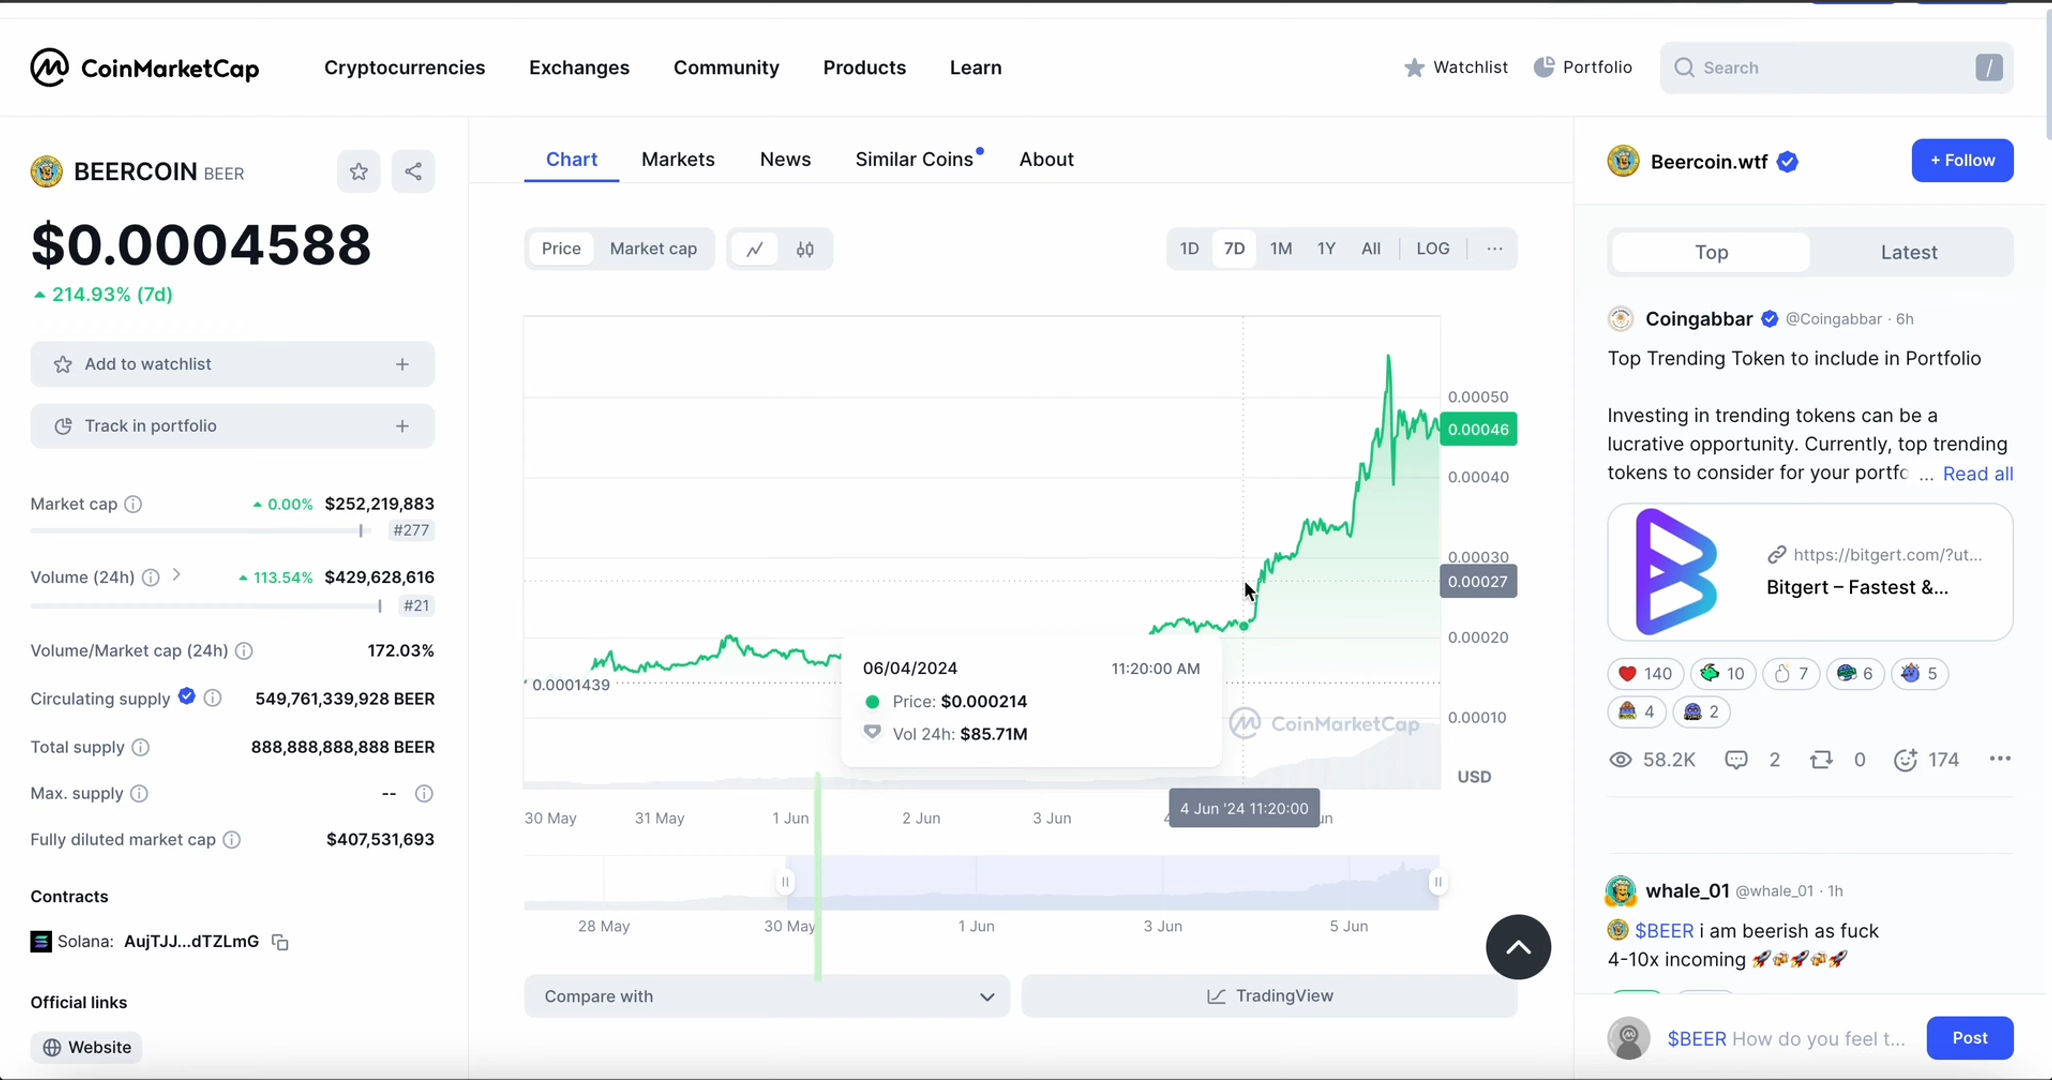 CoinMarketCap
Cryptocurrencies
Exchanges
Community
Products
Learn
Watchlist
Portfolio
Search
/
BEERCOIN BEER
$0.0004588
214.93% (7d)
Add to watchlist
+
Track in portfolio
+
Market cap
0.00% $252,219,883
#277
Volume (24h)
113.54% $429,628,616
#21
Volume/Market cap (24h)
172.03%
Circulating supply
549,761,339,928 BEER
Total supply
888,888,888,888 BEER
Max. supply
--
Fully diluted market cap
$407,531,693
Contracts
Solana: AujTJJ...dTZLmG
Official links
Website
Chart
Markets
News
Similar Coins
About
Price
Market cap
1D
7D
1M
1Y
All
LOG
...
0.00050
0.00046
0.00040
0.00030
0.00027
0.00020
0.00010
USD
0.0001439
06/04/2024
11:20:00 AM
Price: $0.000214
Vol 24h: $85.71M
CoinMarketCap
30 May
31 May
1 Jun
2 Jun
3 Jun
4 Jun '24 11:20:00
28 May
30 May
1 Jun
3 Jun
5 Jun
Compare with
TradingView
Beercoin.wtf
+ Follow
Top
Latest
Coingabbar @Coingabbar · 6h
Top Trending Token to include in Portfolio
Investing in trending tokens can be a
lucrative opportunity. Currently, top trending
tokens to consider for your portfo ... Read all
https://bitgert.com/?ut...
Bitgert – Fastest &...
140
10
7
6
5
4
2
58.2K
2
0
174
whale_01 @whale_01 · 1h
$BEER i am beerish as fuck
4-10x incoming 🚀🍻🚀🍻🚀
$BEER How do you feel t...
Post